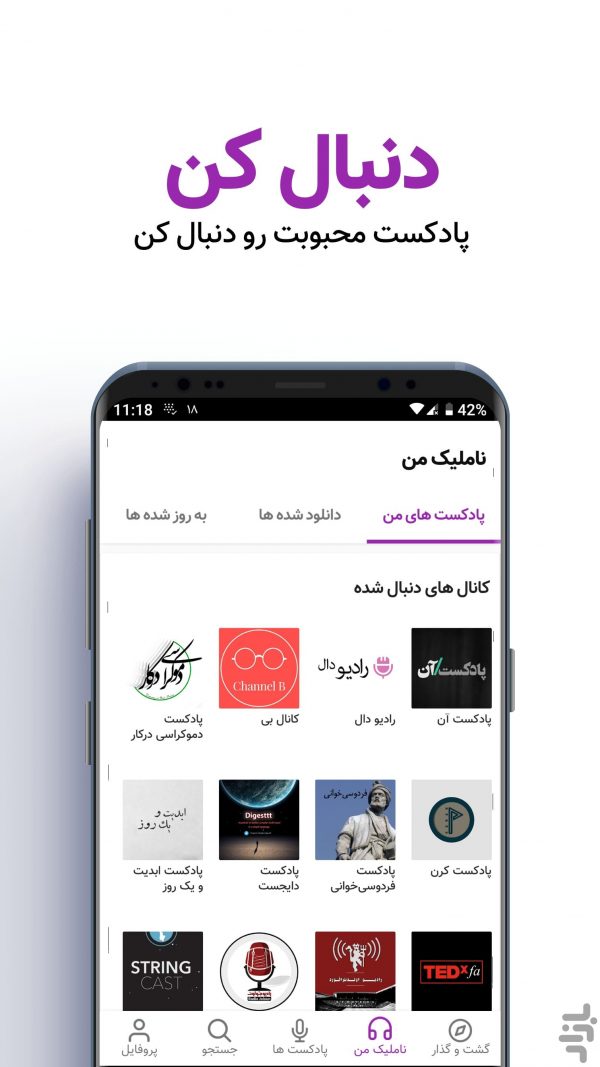 دنبال کن
پادکست محبوبت رو دنبال کن
11:18
۱۸
42%
ناملیک من
پادکست های من
دانلود شده ها
به روز شده ها
کانال های دنبال شده
پادکست/آن
رادیو دال
Channel B
دموکراسی درکار
پادکست آن
رادیو دال
کانال بی
پادکست
دموکراسی درکار
فردوسی‌خوانی
Digesttt
ابدیت و
یک روز
پادکست کرن
پادکست
فردوسی‌خوانی
پادکست
دایجست
پادکست ابدیت
و یک روز
TEDxfa
STRING
CAST
گشت و گذار
ناملیک من
پادکست ها
جستجو
پروفایل
بازار